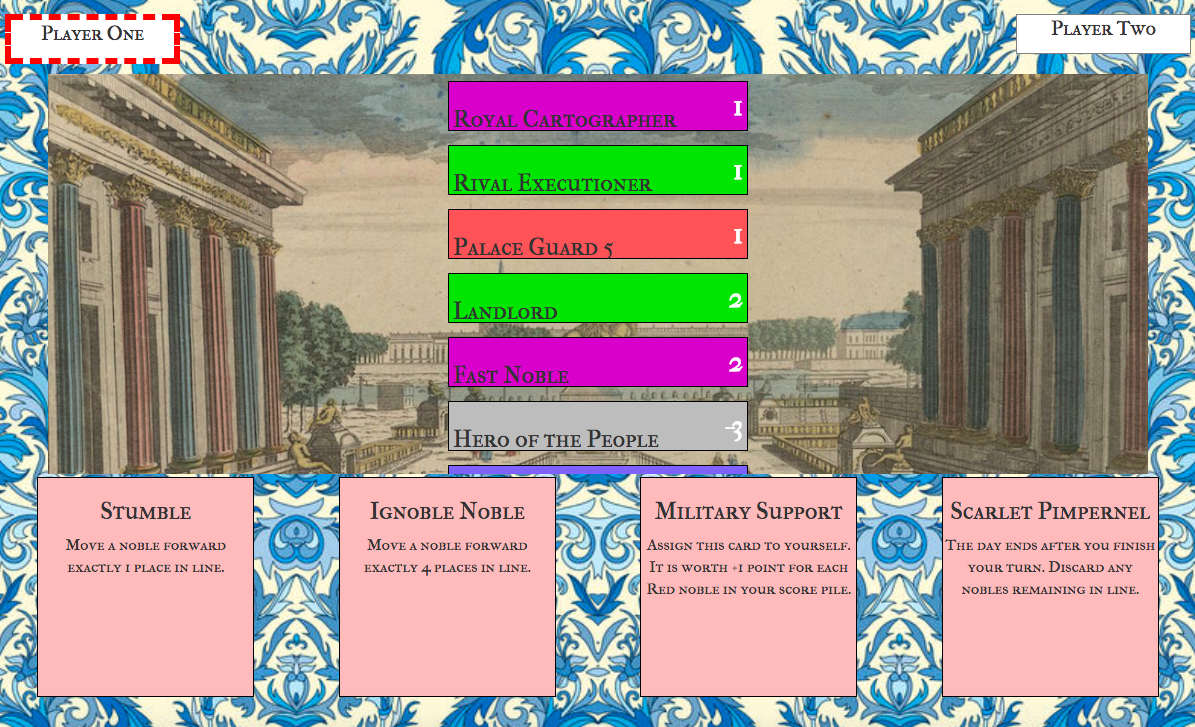 Player One
Player Two
Royal Cartographer 1
Rival Executioner 1
Palace Guard 5 1
Landlord 2
Fast Noble 2
Hero of the People -3
Stumble
Move a noble forward
exactly 1 place in line.
Ignoble Noble
Move a noble forward
exactly 4 places in line.
Military Support
Assign this card to yourself.
It is worth +1 point for each
Red noble in your score pile.
Scarlet Pimpernel
The day ends after you finish
your turn. Discard any
nobles remaining in line.